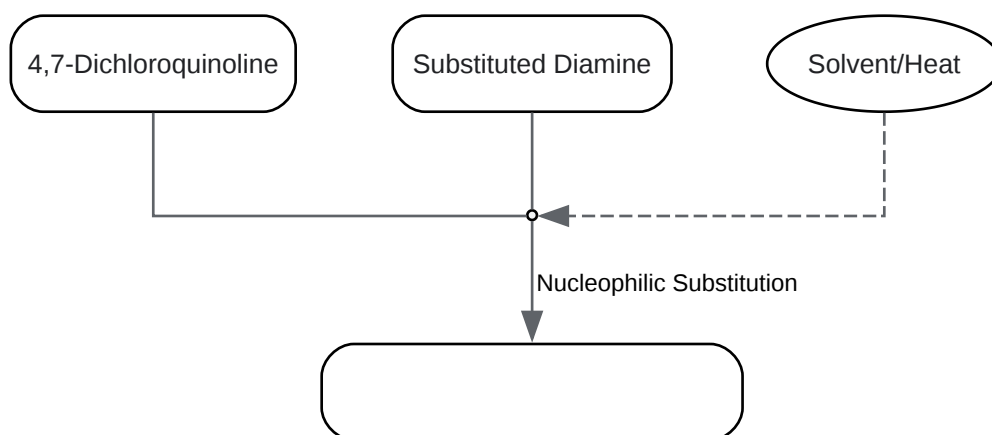 4,7-Dichloroquinoline
Substituted Diamine
Solvent/Heat
Nucleophilic Substitution